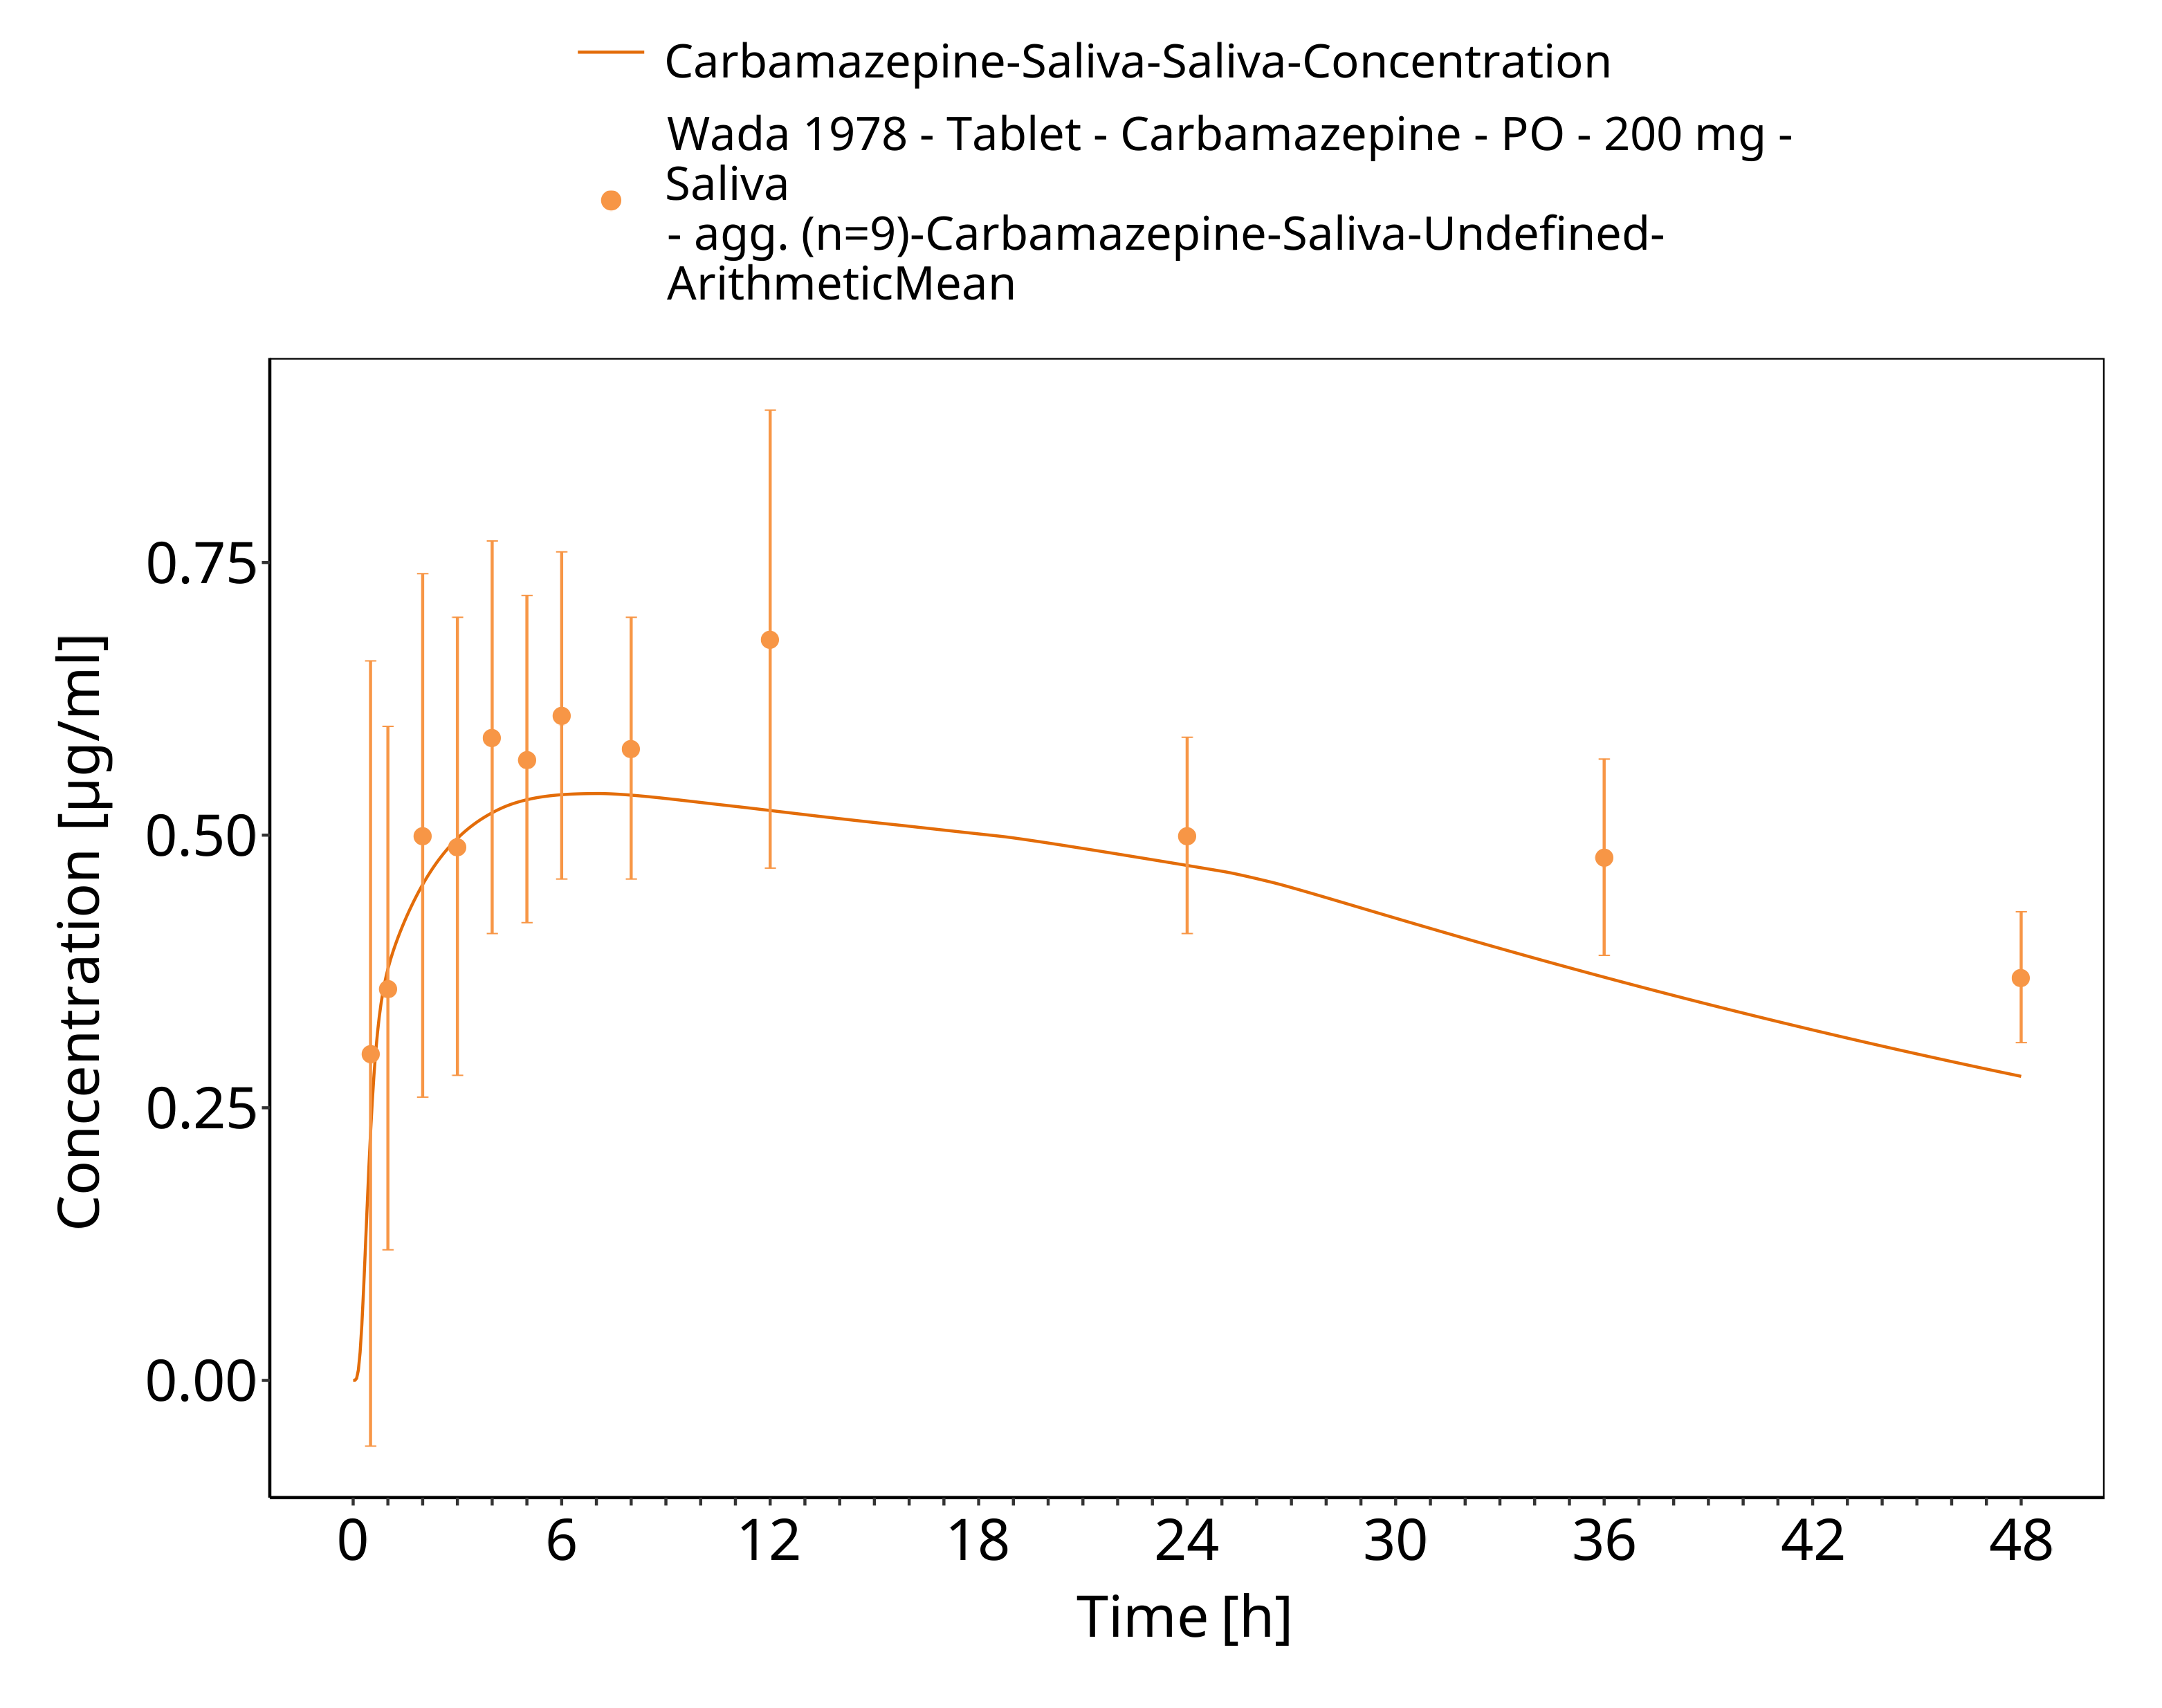 Carbamazepine-Saliva-Saliva-Concentration
Wada 1978 - Tablet - Carbamazepine - PO - 200 mg -
Saliva
- agg. (n=9)-Carbamazepine-Saliva-Undefined-
ArithmeticMean
Concentration [µg/ml]
0.75
0.50
0.25
0.00
0 6 12 18 24 30 36 42 48
Time [h]